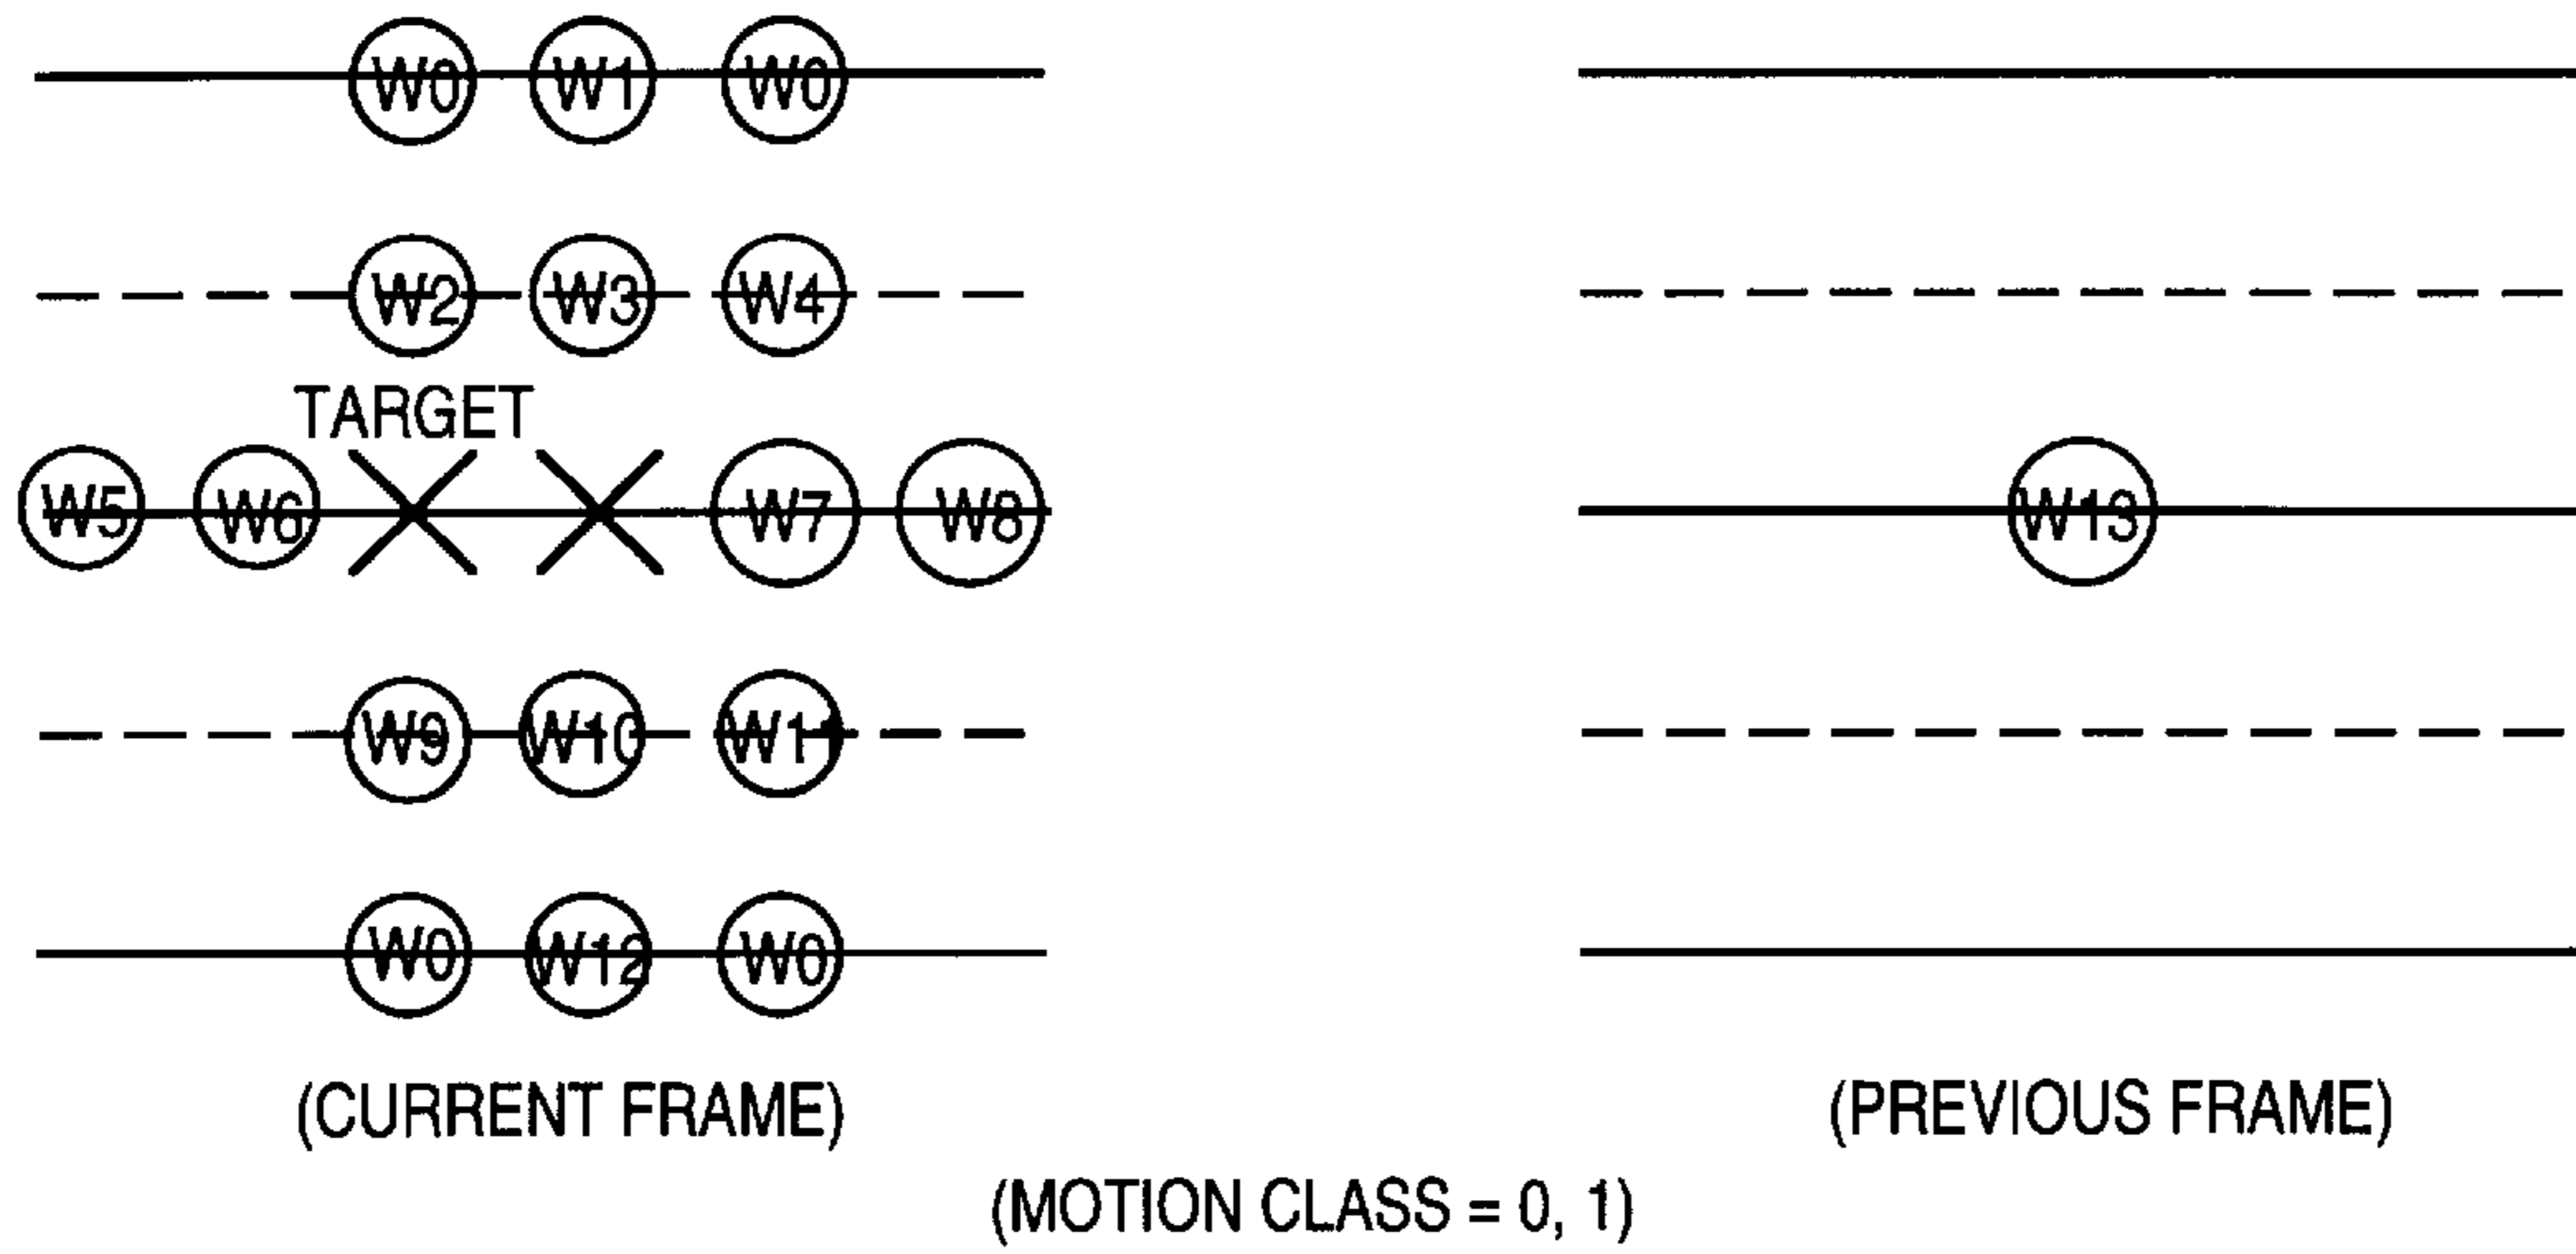 W0 W1 W0
W2 W3 W4
TARGET
W5 W6 W7 W8 W13
W9 W10 W11
W0 W12 W0
(CURRENT FRAME) (PREVIOUS FRAME)
(MOTION CLASS = 0, 1)